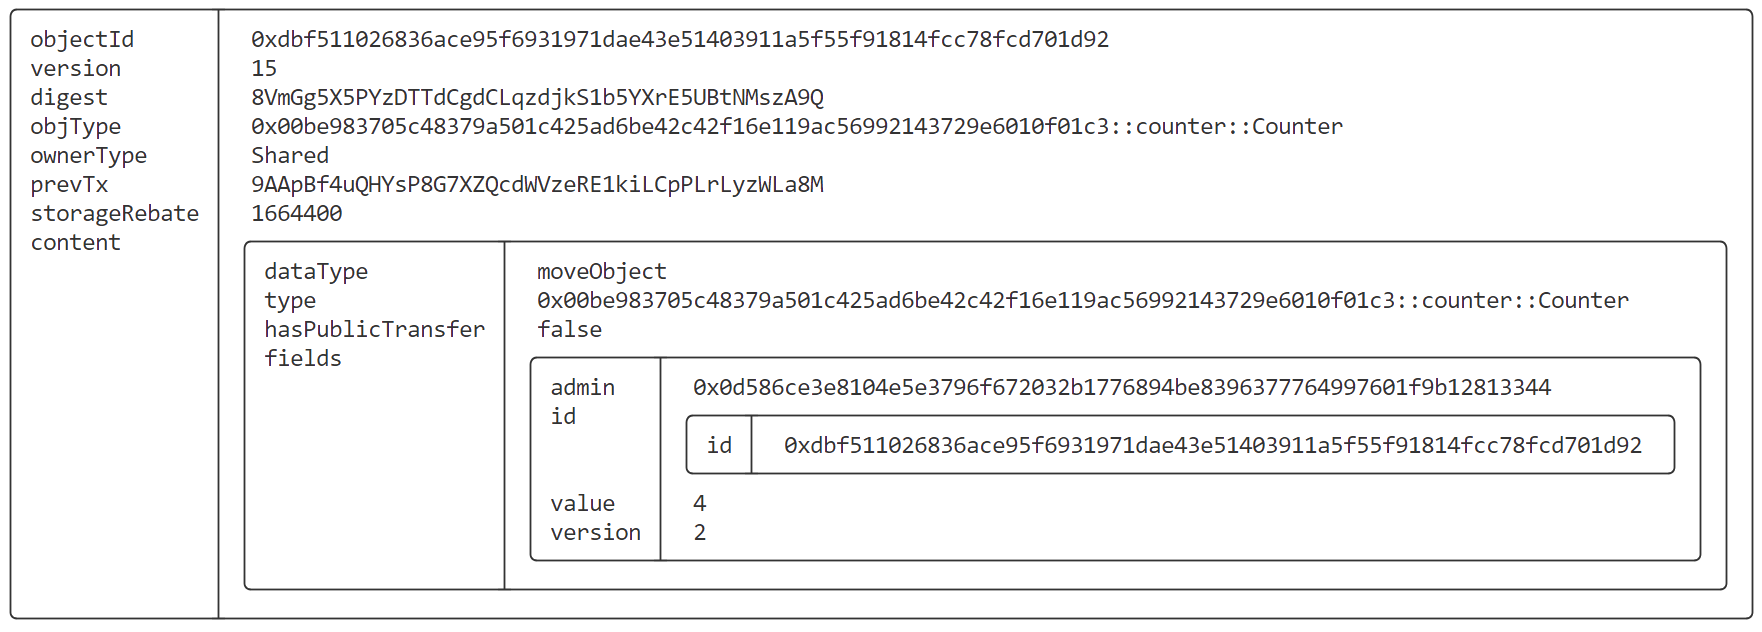 objectId 0xdbf511026836ace95f6931971dae43e51403911a5f55f91814fcc78fcd701d92
version 15
digest 8VmGg5X5PYzDTTdCgdCLqzdjkS1b5YXrE5UBtNMszA9Q
objType 0x00be983705c48379a501c425ad6be42c42f16e119ac56992143729e6010f01c3::counter::Counter
ownerType Shared
prevTx 9AApBf4uQHYsP8G7XZQcdWVzeRE1kiLCpPLrLyzWLa8M
storageRebate 1664400
content
dataType moveObject
type 0x00be983705c48379a501c425ad6be42c42f16e119ac56992143729e6010f01c3::counter::Counter
hasPublicTransfer false
fields
admin 0x0d586ce3e8104e5e3796f672032b1776894be8396377764997601f9b12813344
id
id 0xdbf511026836ace95f6931971dae43e51403911a5f55f91814fcc78fcd701d92
value 4
version 2